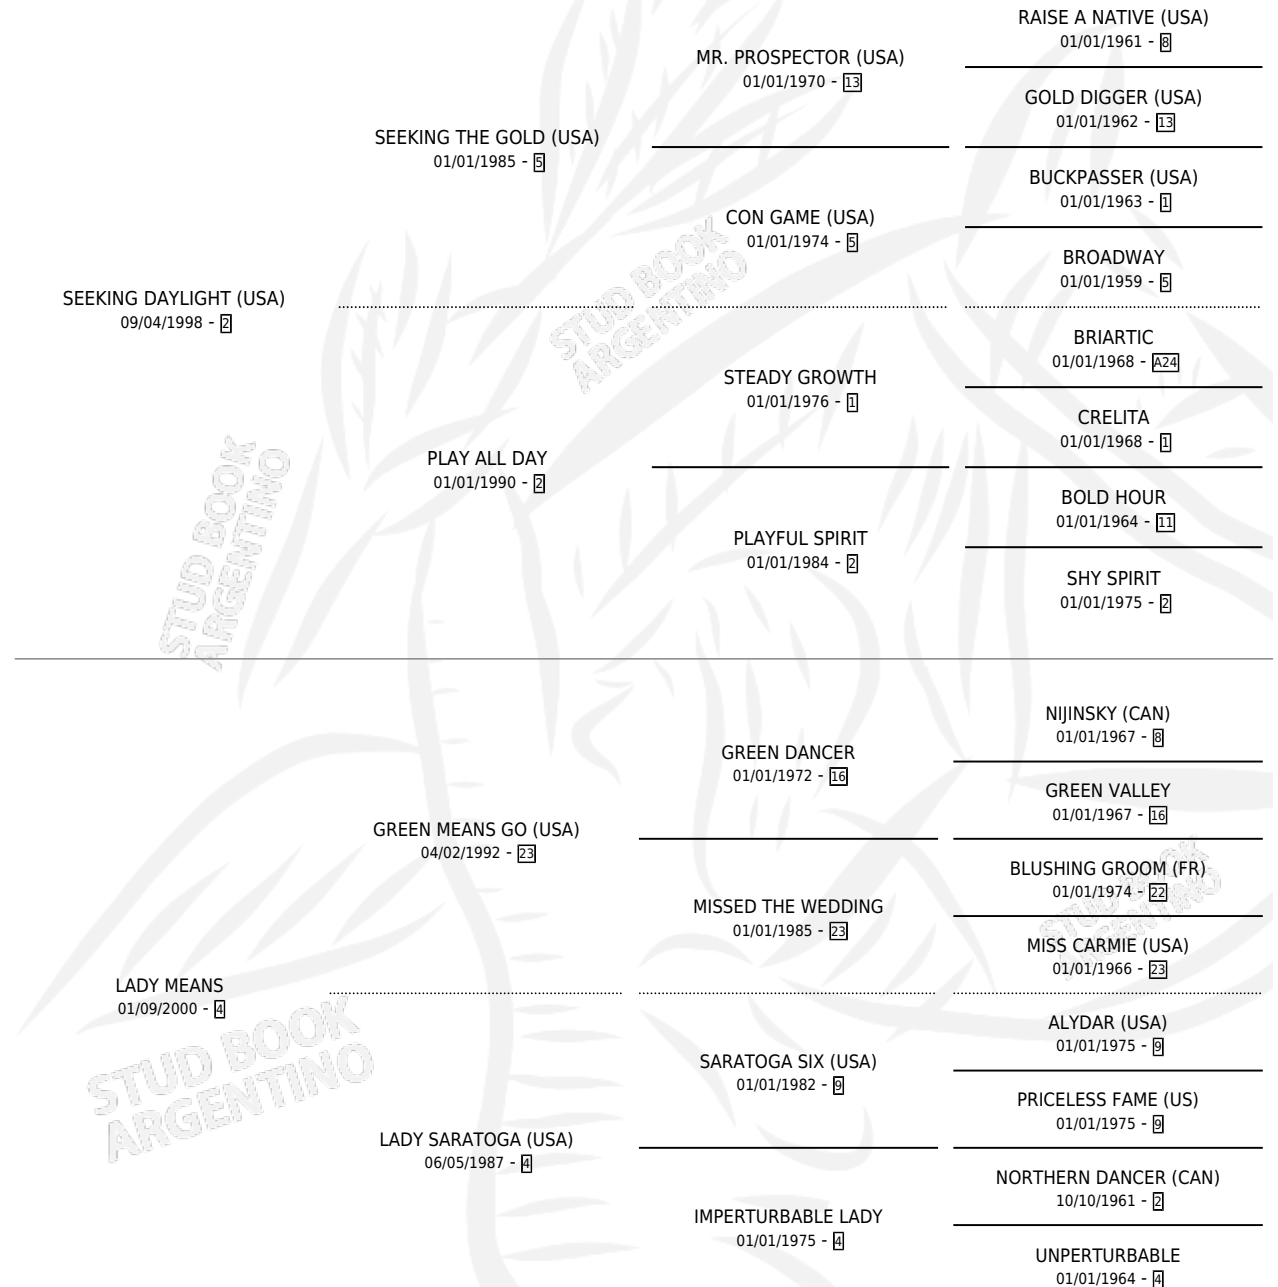 RAISE A NATIVE (USA)
01/01/1961 - 8
MR. PROSPECTOR (USA)
01/01/1970 - 13
GOLD DIGGER (USA)
01/01/1962 - 13
SEEKING THE GOLD (USA)
01/01/1985 - 5
BUCKPASSER (USA)
01/01/1963 - 1
CON GAME (USA)
01/01/1974 - 5
BROADWAY
01/01/1959 - 5
SEEKING DAYLIGHT (USA)
09/04/1998 - 2
BRIARTIC
01/01/1968 - A24
STEADY GROWTH
01/01/1976 - 1
CRELITA
01/01/1968 - 1
PLAY ALL DAY
01/01/1990 - 2
BOLD HOUR
01/01/1964 - 11
PLAYFUL SPIRIT
01/01/1984 - 2
SHY SPIRIT
01/01/1975 - 2
STUD BOOK
ARGENTINO
STUD BOOK
ARGENTINO
NIJINSKY (CAN)
01/01/1967 - 8
GREEN DANCER
01/01/1972 - 16
GREEN VALLEY
01/01/1967 - 16
GREEN MEANS GO (USA)
04/02/1992 - 23
BLUSHING GROOM (FR)
01/01/1974 - 22
MISSED THE WEDDING
01/01/1985 - 23
MISS CARMIE (USA)
01/01/1966 - 23
LADY MEANS
01/09/2000 - 4
ALYDAR (USA)
01/01/1975 - 9
SARATOGA SIX (USA)
01/01/1982 - 9
PRICELESS FAME (US)
01/01/1975 - 9
LADY SARATOGA (USA)
06/05/1987 - 4
NORTHERN DANCER (CAN)
10/10/1961 - 2
IMPERTURBABLE LADY
01/01/1975 - 4
UNPERTURBABLE
01/01/1964 - 4
STUD BOOK
ARGENTINO
STUD BOOK
ARGENTINO